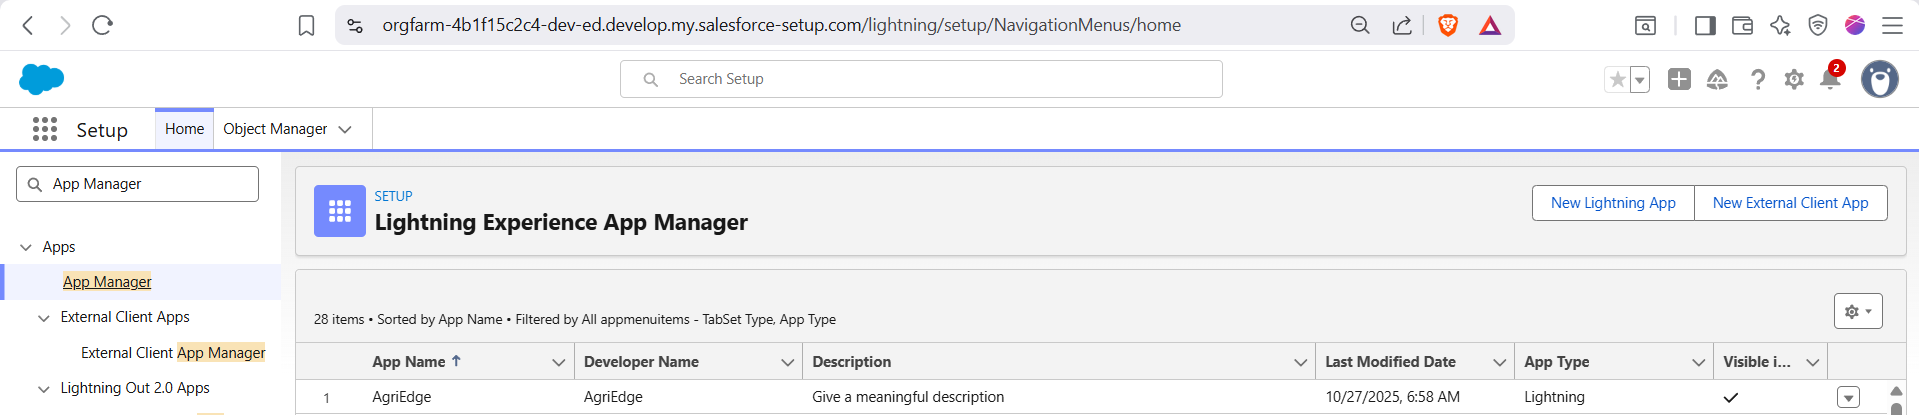 orgfarm-4b1f15c2c4-dev-ed.develop.my.salesforce-setup.com/lightning/setup/NavigationMenus/home
Search Setup
2
Setup Home Object Manager
App Manager
Apps
App Manager
External Client Apps
External Client App Manager
Lightning Out 2.0 Apps
SETUP
Lightning Experience App Manager
New Lightning App New External Client App
28 items • Sorted by App Name • Filtered by All appmenuitems - TabSet Type, App Type
App Name Developer Name Description Last Modified Date App Type Visible i...
1 AgriEdge AgriEdge Give a meaningful description 10/27/2025, 6:58 AM Lightning